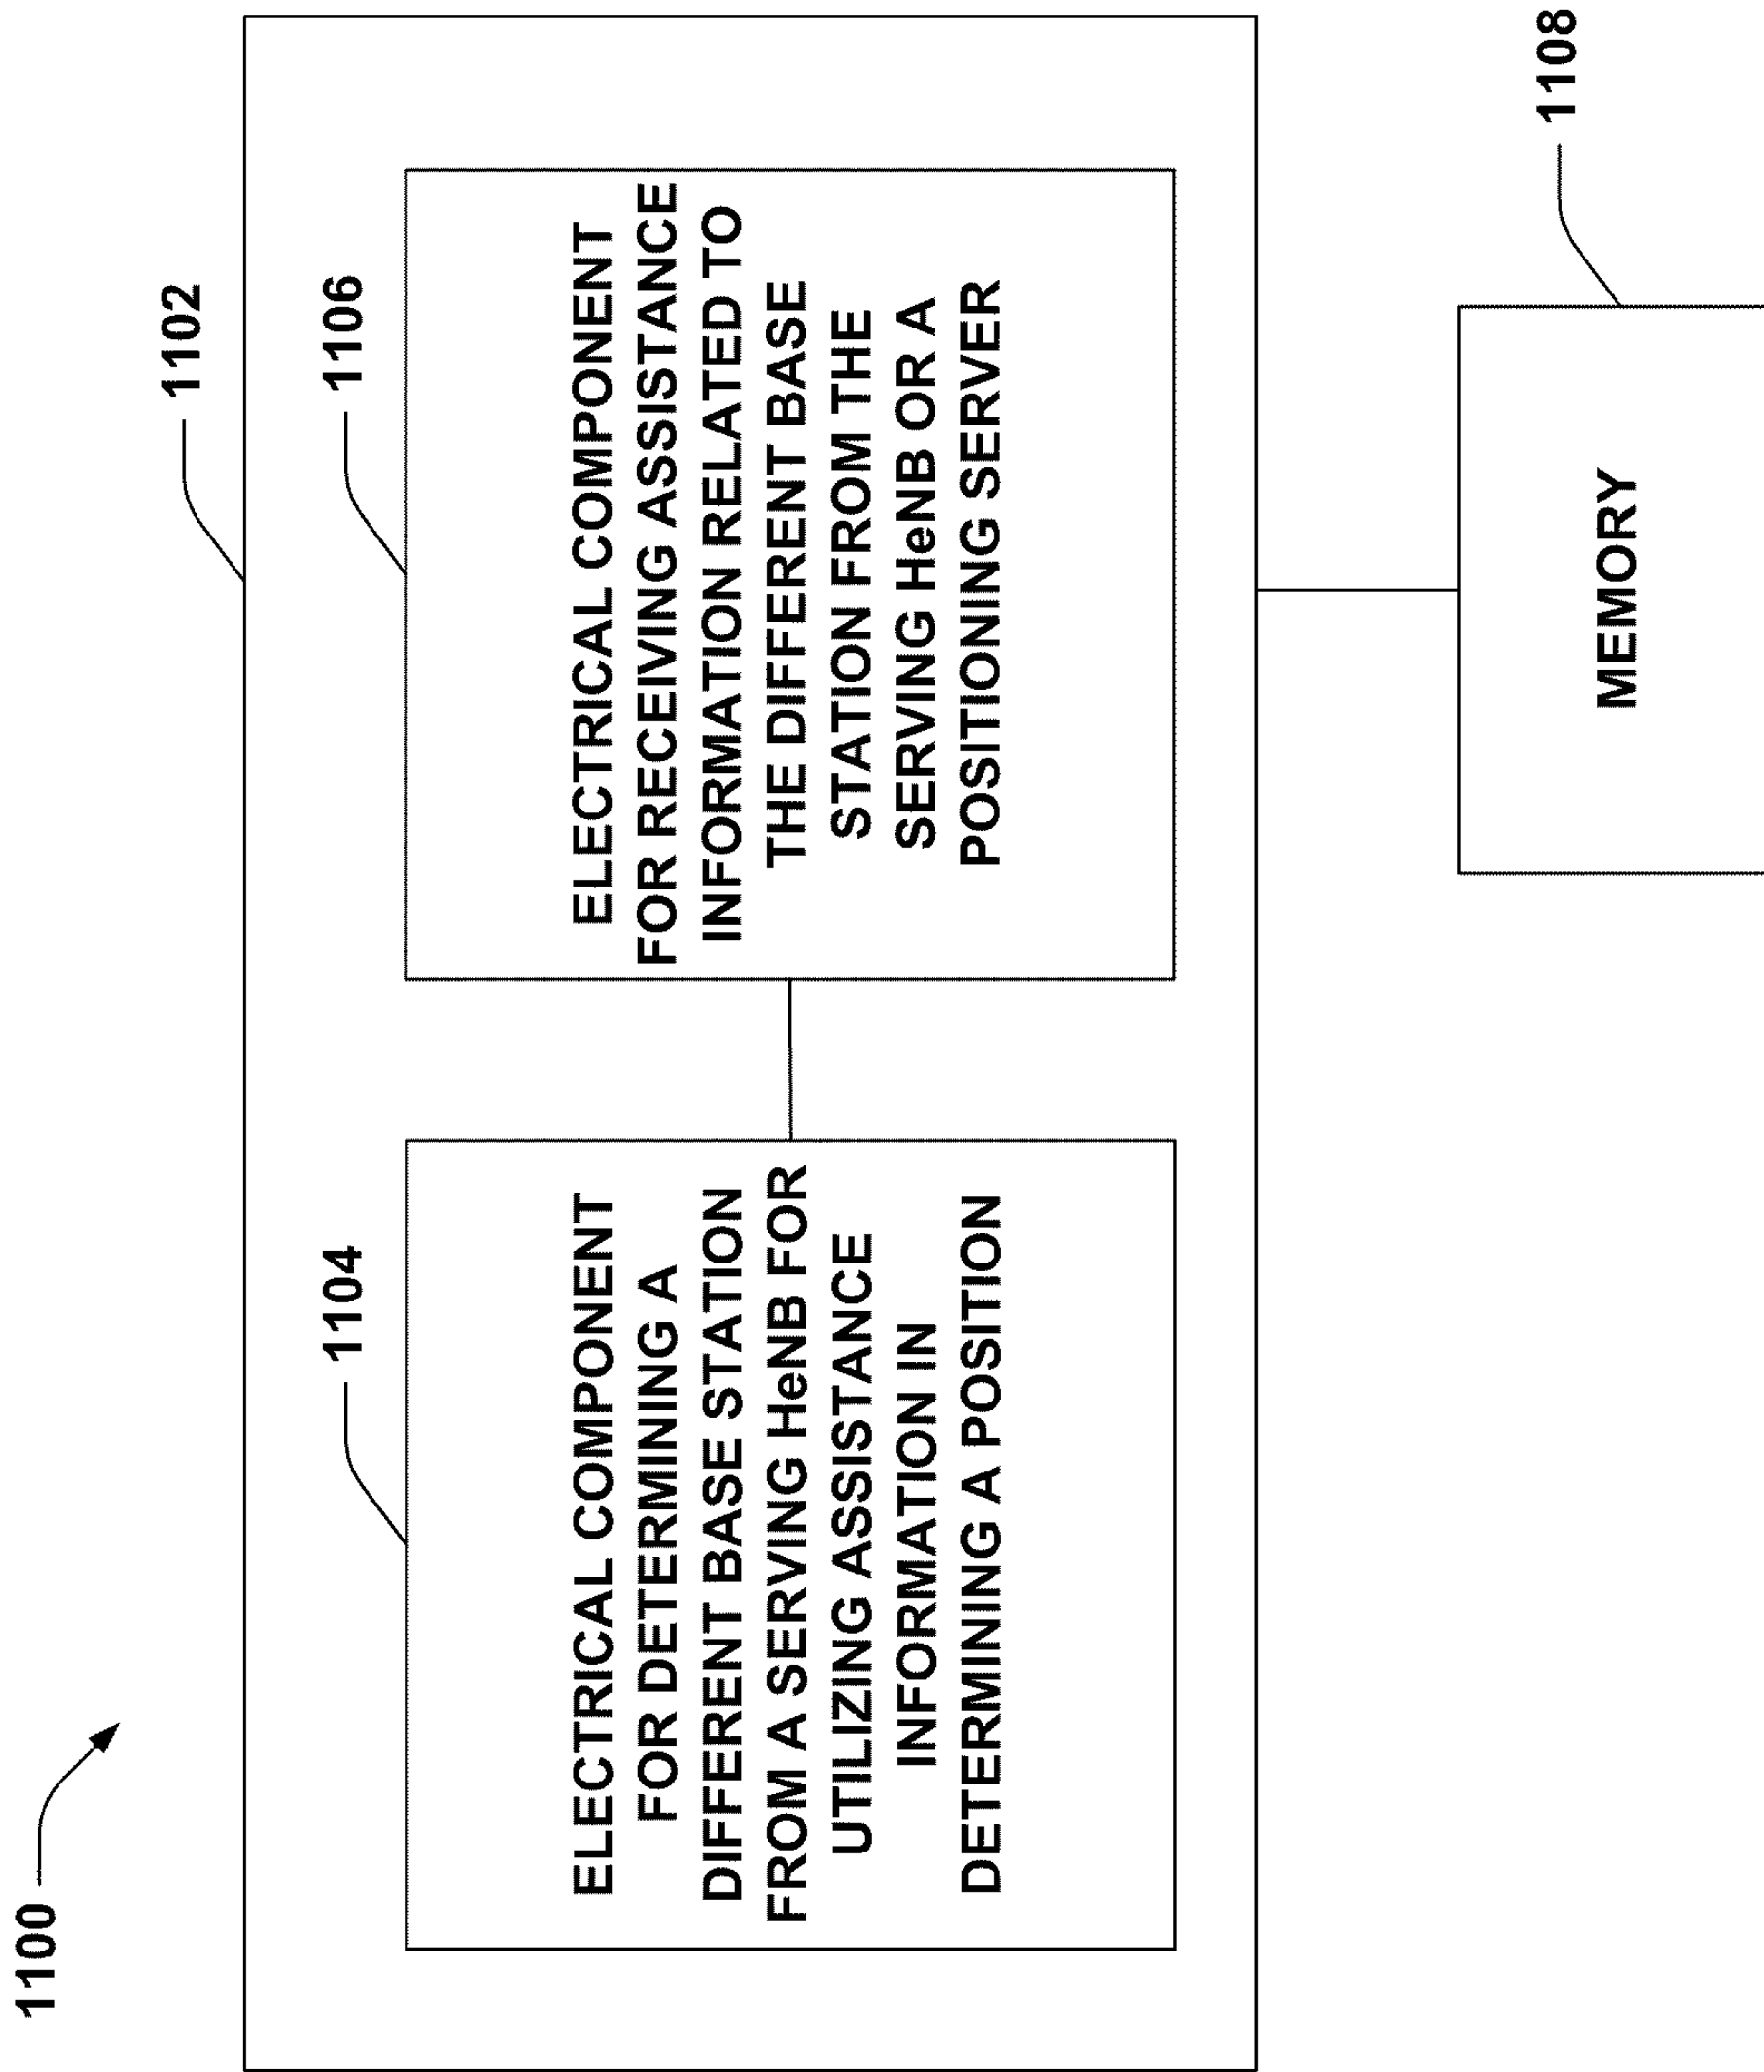 1100
1102
1104
ELECTRICAL COMPONENT
FOR DETERMINING A
DIFFERENT BASE STATION
FROM A SERVING HeNB FOR
UTILIZING ASSISTANCE
INFORMATION IN
DETERMINING A POSITION
1106
ELECTRICAL COMPONENT
FOR RECEIVING ASSISTANCE
INFORMATION RELATED TO
THE DIFFERENT BASE
STATION FROM THE
SERVING HeNB OR A
POSITIONING SERVER
1108
MEMORY